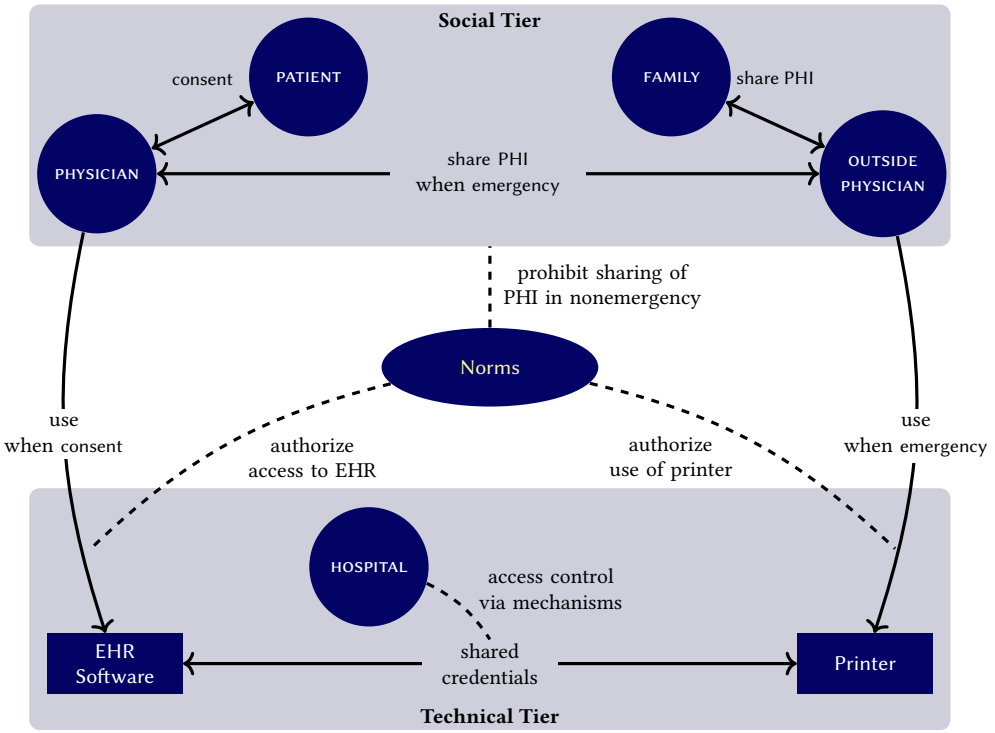 Social Tier
consent
PATIENT
FAMILY
share PHI
PHYSICIAN
share PHI
when emergency
OUTSIDE
PHYSICIAN
prohibit sharing of
PHI in nonemergency
Norms
use
when consent
authorize
access to EHR
authorize
use of printer
use
when emergency
HOSPITAL
access control
via mechanisms
EHR
Software
shared
credentials
Printer
Technical Tier